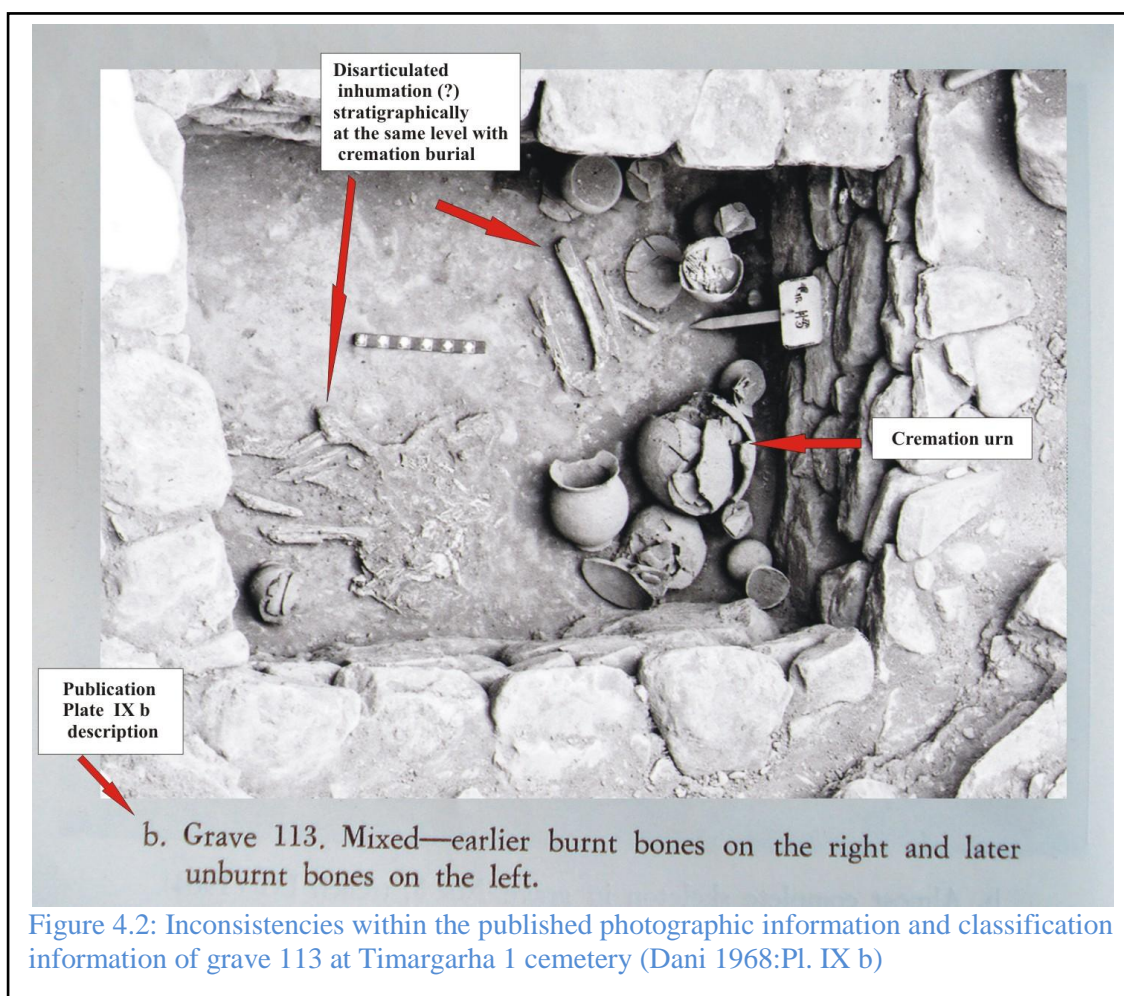 Disarticulated
inhumation (?)
stratigraphically
at the same level with
cremation burial
Cremation urn
Publication
Plate IX b
description
b. Grave 113. Mixed—earlier burnt bones on the right and later
unburnt bones on the left.
Figure 4.2: Inconsistencies within the published photographic information and classification
information of grave 113 at Timargarha 1 cemetery (Dani 1968:Pl. IX b)